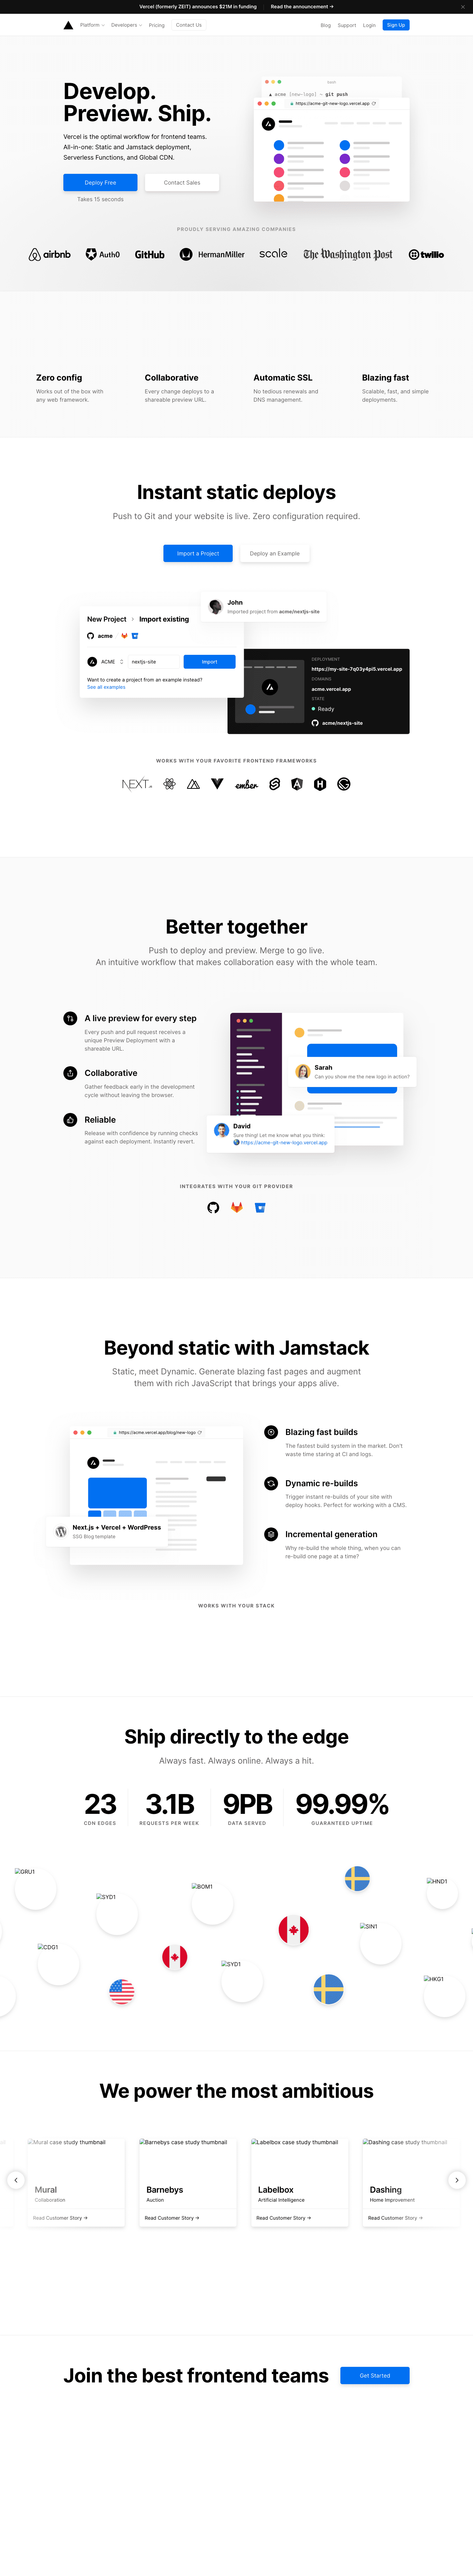 Vercel (formerly ZEIT) announces $21M in funding
Read the announcement →
Platform
Developers
Pricing
Contact Us
Blog
Support
Login
Sign Up
Develop.
Preview. Ship.
Vercel is the optimal workflow for frontend teams.
All-in-one: Static and Jamstack deployment,
Serverless Functions, and Global CDN.
Deploy Free
Contact Sales
Takes 15 seconds
▲ acme (new-logo) ~ git push
https://acme-git-new-logo.vercel.app
PROUDLY SERVING AMAZING COMPANIES
airbnb
Auth0
GitHub
HermanMiller
scale
The Washington Post
twilio
Zero config
Works out of the box with
any web framework.
Collaborative
Every change deploys to a
shareable preview URL.
Automatic SSL
No tedious renewals and
DNS management.
Blazing fast
Scalable, fast, and simple
deployments.
Instant static deploys
Push to Git and your website is live. Zero configuration required.
Import a Project
Deploy an Example
John
Imported project from acme/nextjs-site
New Project
Import existing
acme
ACME
nextjs-site
Import
Want to create a project from an example instead?
See all examples
DEPLOYMENT
https://my-site-7q03y4pi5.vercel.app
DOMAINS
acme.vercel.app
STATE
Ready
acme/nextjs-site
WORKS WITH YOUR FAVORITE FRONTEND FRAMEWORKS
NEXT.JS
ember
Better together
Push to deploy and preview. Merge to go live.
An intuitive workflow that makes collaboration easy with the whole team.
A live preview for every step
Every push and pull request receives a
unique Preview Deployment with a
shareable URL.
Collaborative
Gather feedback early in the development
cycle without leaving the browser.
Reliable
Release with confidence by running checks
against each deployment. Instantly revert.
Sarah
Can you show me the new logo in action?
David
Sure thing! Let me know what you think:
https://acme-git-new-logo.vercel.app
INTEGRATES WITH YOUR GIT PROVIDER
Beyond static with Jamstack
Static, meet Dynamic. Generate blazing fast pages and augment
them with rich JavaScript that brings your apps alive.
https://acme.vercel.app/blog/new-logo
Next.js + Vercel + WordPress
SSG Blog template
Blazing fast builds
The fastest build system in the market. Don't
waste time staring at CI and logs.
Dynamic re-builds
Trigger instant re-builds of your site with
deploy hooks. Perfect for working with a CMS.
Incremental generation
Why re-build the whole thing, when you can
re-build one page at a time?
WORKS WITH YOUR STACK
Ship directly to the edge
Always fast. Always online. Always a hit.
23
CDN EDGES
3.1B
REQUESTS PER WEEK
9PB
DATA SERVED
99.99%
GUARANTEED UPTIME
GRU1
SYD1
BOM1
HND1
CDG1
SYD1
SIN1
HKG1
We power the most ambitious
Mural case study thumbnail
Mural
Collaboration
Read Customer Story →
Barnebys case study thumbnail
Barnebys
Auction
Read Customer Story →
Labelbox case study thumbnail
Labelbox
Artificial Intelligence
Read Customer Story →
Dashing case study thumbnail
Dashing
Home Improvement
Read Customer Story →
Join the best frontend teams
Get Started